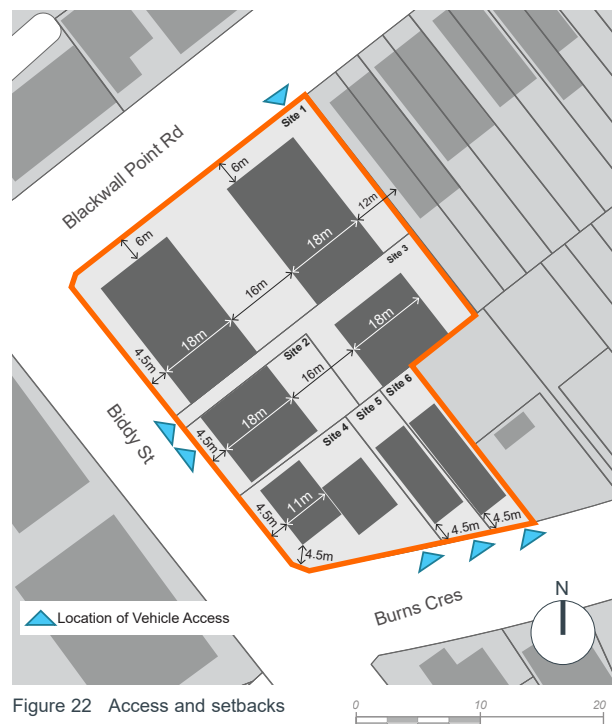 Site 1
Blackwall Point Rd
6m
12m
18m
Site 3
6m
16m
18m
18m
Site 2
4.5m
16m
Site 6
Site 5
18m
Site 4
Biddy St
4.5m
11m
4.5m
4.5m
4.5m
4.5m
Burns Cres
N
Location of Vehicle Access
Figure 22 Access and setbacks
0 10 20